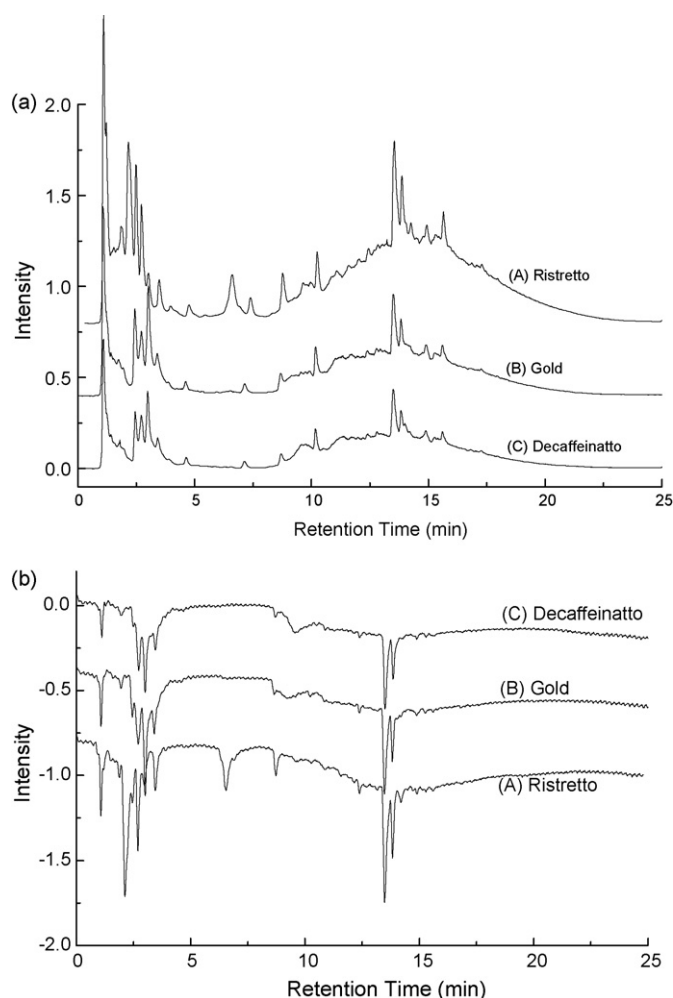 (a)
2.0
1.5
1.0
0.5
0.0
Intensity
(A) Ristretto
(B) Gold
(C) Decaffeinatto
0 5 10 15 20 25
Retention Time (min)
(b)
0.0
-0.5
-1.0
-1.5
-2.0
Intensity
(C) Decaffeinatto
(B) Gold
(A) Ristretto
0 5 10 15 20 25
Retention Time (min)